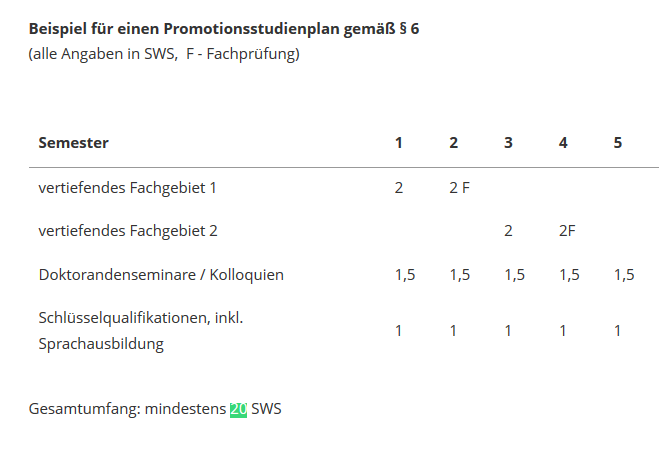 Beispiel für einen Promotionsstudienplan gemäß § 6
(alle Angaben in SWS, F - Fachprüfung)
Semester 1 2 3 4 5
vertiefendes Fachgebiet 1 2 2 F
vertiefendes Fachgebiet 2 2 2F
Doktorandenseminare / Kolloquien 1,5 1,5 1,5 1,5 1,5
Schlüsselqualifikationen, inkl.
Sprachausbildung 1 1 1 1 1
Gesamtumfang: mindestens 20 SWS